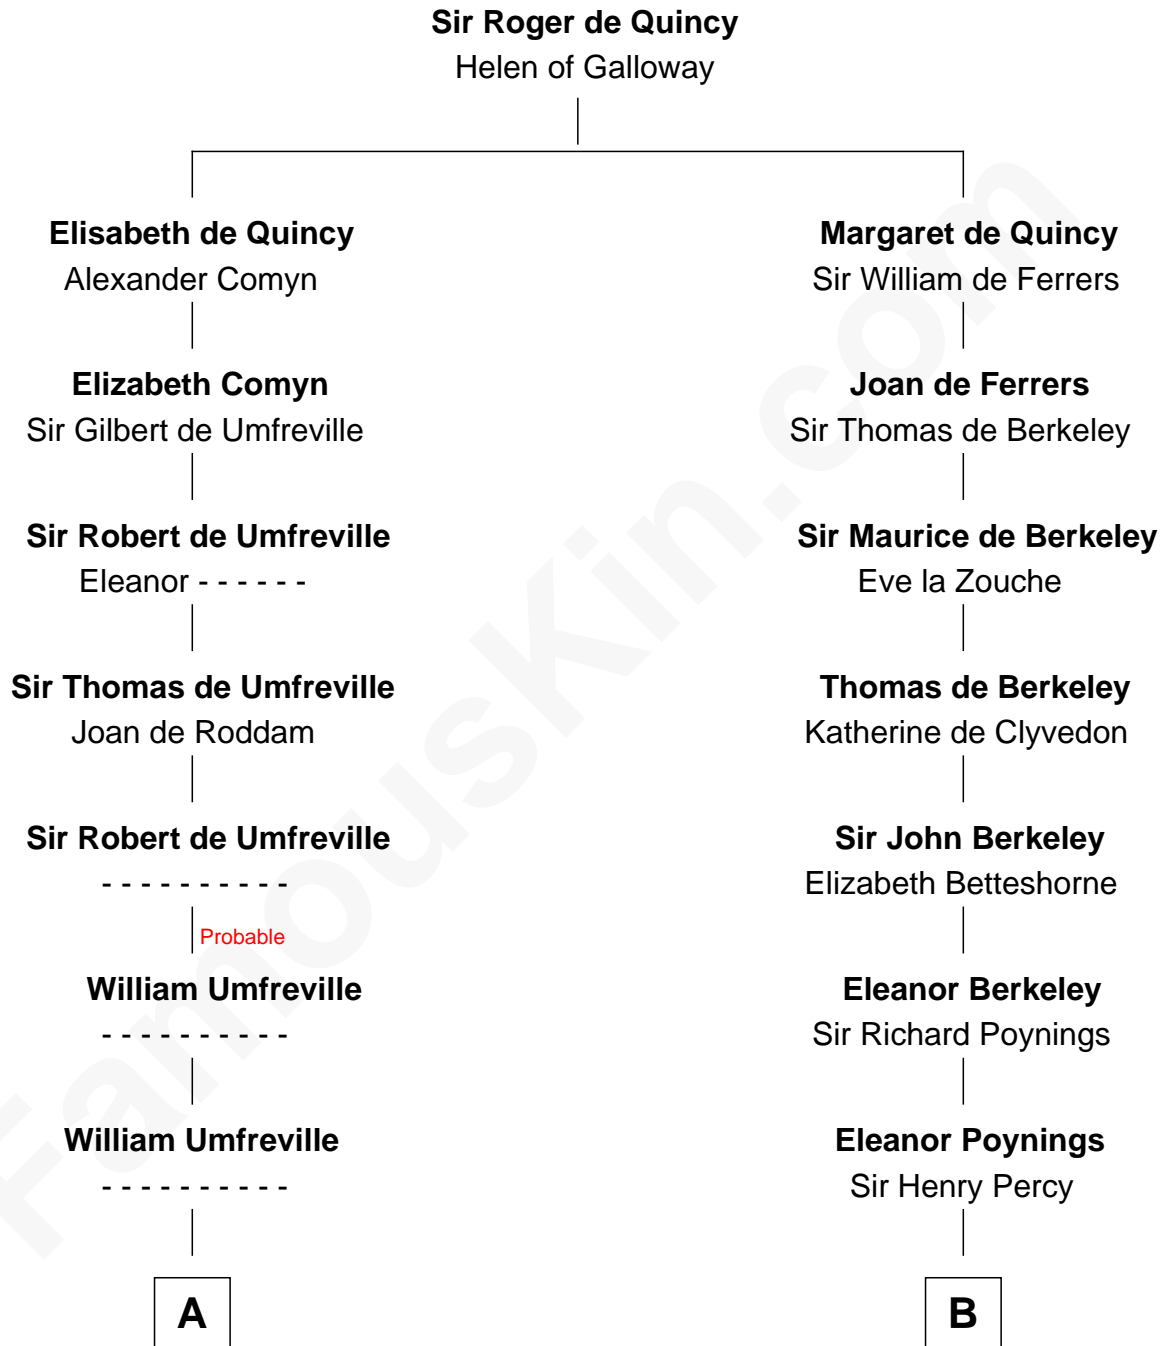 Sir Roger de Quincy
Helen of Galloway
Elisabeth de Quincy
Alexander Comyn
Margaret de Quincy
Sir William de Ferrers
Elizabeth Comyn
Sir Gilbert de Umfreville
Joan de Ferrers
Sir Thomas de Berkeley
Sir Robert de Umfreville
Eleanor - - - - - -
Sir Maurice de Berkeley
Eve la Zouche
Sir Thomas de Umfreville
Joan de Roddam
Thomas de Berkeley
Katherine de Clyvedon
Sir Robert de Umfreville
- - - - - - - - - -
Sir John Berkeley
Elizabeth Betteshorne
Probable
William Umfreville
- - - - - - - - - -
Eleanor Berkeley
Sir Richard Poynings
William Umfreville
- - - - - - - - - -
Eleanor Poynings
Sir Henry Percy
A
B
FamousKin.com